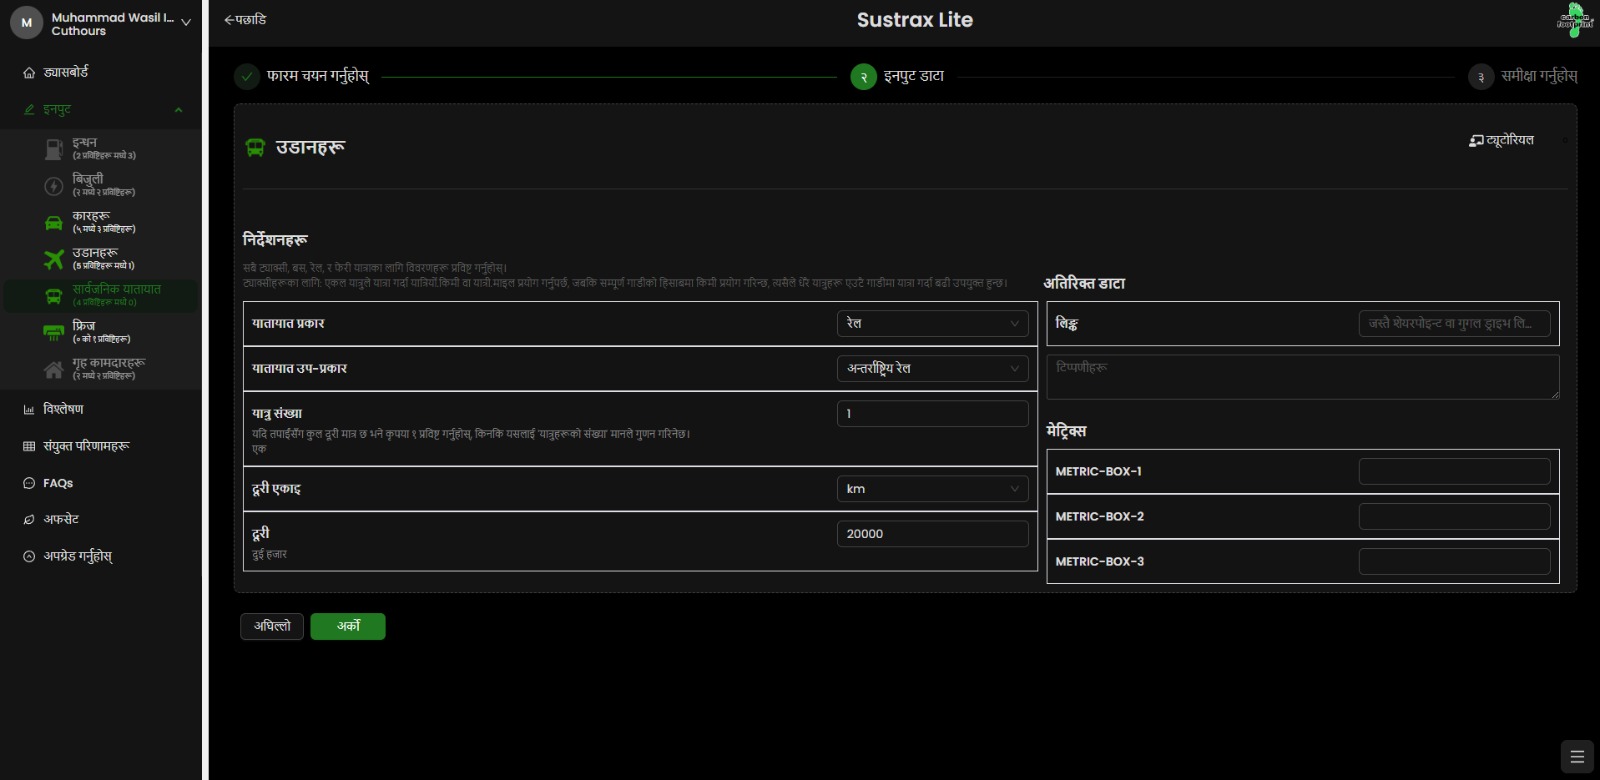 M
Muhammad Wasil I...
Cuthours
ड्यासबोर्ड
इनपुट
इन्धन
(2 प्रविष्टिहरू मध्ये 3)
बिजुली
(२ मध्ये २ प्रविष्टिहरू)
कारहरू
(५ मध्ये ३ प्रविष्टिहरू)
उडानहरू
(5 प्रविष्टिहरू मध्ये 1)
सार्वजनिक यातायात
(4 प्रविष्टिहरू मध्ये 0)
फ्रिज
(० को १ प्रविष्टिहरू)
गृह कामदारहरू
(२ मध्ये २ प्रविष्टिहरू)
विश्लेषण
संयुक्त परिणामहरू
FAQs
अफसेट
अपग्रेड गर्नुहोस्
←पछाडि
Sustrax Lite
carbon
footprint
फारम चयन गर्नुहोस्
२ इनपुट डाटा
३ समीक्षा गर्नुहोस्
उडानहरू
ट्यूटोरियल
निर्देशनहरू
सबै ट्याक्सी, बस, रेल, र फेरी यात्राका लागि विवरणहरू प्रविष्ट गर्नुहोस्।
ट्याक्सीहरूका लागि: एकल यात्रुले यात्रा गर्दा यात्रियों.किमी वा यात्री.माइल प्रयोग गर्नुपर्छ, जबकि सम्पूर्ण गाडीको हिसाबमा किमी प्रयोग गरिन्छ, त्यसैले धेरै यात्रुहरू एउटै गाडीमा यात्रा गर्दा बढी उपयुक्त हुन्छ।
यातायात प्रकार
रेल
यातायात उप-प्रकार
अन्तर्राष्ट्रिय रेल
यात्रु संख्या
1
यदि तपाईंसँग कुल दूरी मात्र छ भने कृपया १ प्रविष्ट गर्नुहोस्, किनकि यसलाई 'यात्रुहरूको संख्या' मानले गुणन गरिनेछ।
एक
दूरी एकाइ
km
दूरी
20000
दुई हजार
अतिरिक्त डाटा
लिङ्क
जस्तै शेयरपोइन्ट वा गुगल ड्राइभ लि...
टिप्पणीहरू
मेट्रिक्स
METRIC-BOX-1
METRIC-BOX-2
METRIC-BOX-3
अघिल्लो
अर्को